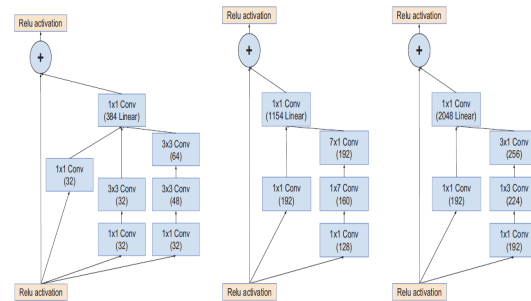 Relu activation
+
1x1 Conv
(384 Linear)
3x3 Conv
(64)
1x1 Conv
(32)
3x3 Conv
(32)
3x3 Conv
(48)
1x1 Conv
(32)
1x1 Conv
(32)
Relu activation
Relu activation
+
1x1 Conv
(1154 Linear)
7x1 Conv
(192)
1x1 Conv
(192)
1x7 Conv
(160)
1x1 Conv
(128)
Relu activation
Relu activation
+
1x1 Conv
(2048 Linear)
3x1 Conv
(256)
1x1 Conv
(192)
1x3 Conv
(224)
1x1 Conv
(192)
Relu activation